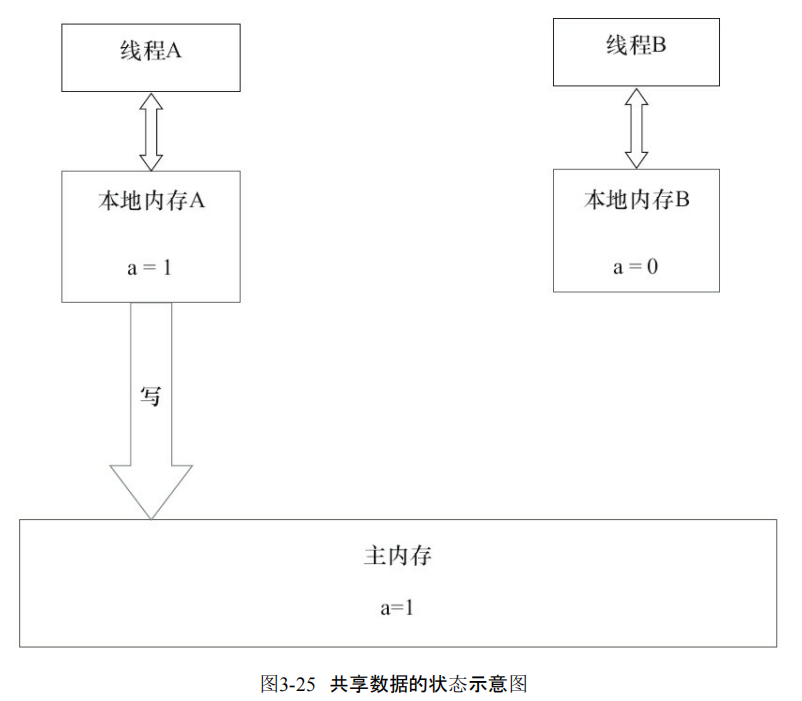 线程A
线程B
本地内存A
a = 1
本地内存B
a = 0
写
主内存
a=1
图3-25 共享数据的状态示意图